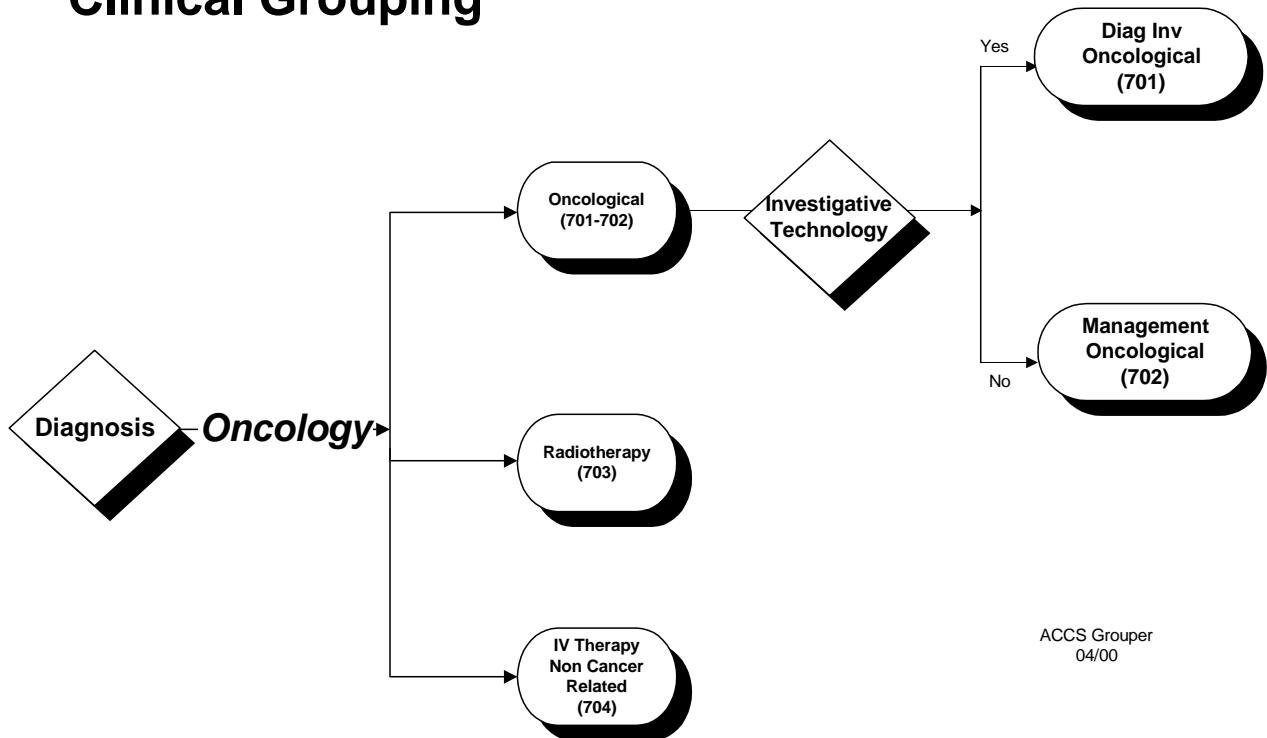 Clinical Grouping
Yes
Diag Inv
Oncological
(701)
Oncological
(701-702)
Investigative
Technology
Management
Oncological
(702)
No
Diagnosis
Oncology
Radiotherapy
(703)
IV Therapy
Non Cancer
Related
(704)
ACCS Grouper
04/00